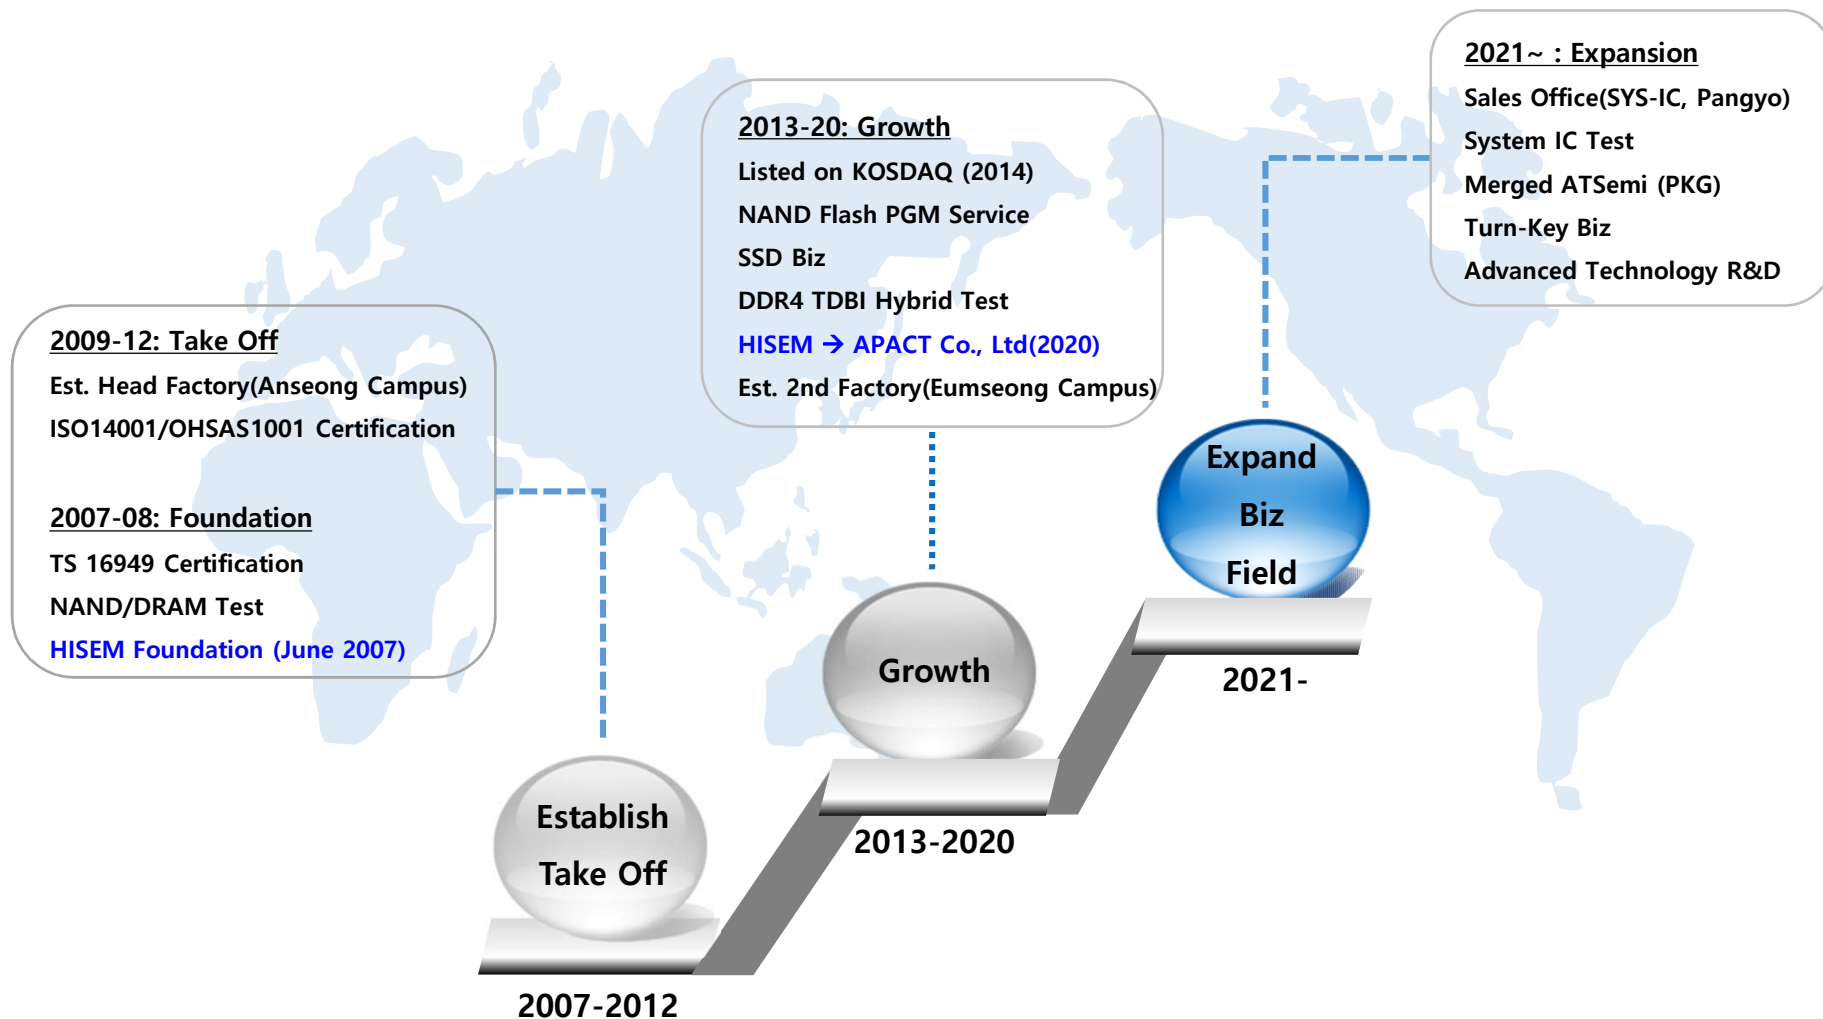 2009-12: Take Off
Est. Head Factory(Anseong Campus)
ISO14001/OHSAS1001 Certification
2007-08: Foundation
TS 16949 Certification
NAND/DRAM Test
HISEM Foundation (June 2007)
2013-20: Growth
Listed on KOSDAQ (2014)
NAND Flash PGM Service
SSD Biz
DDR4 TDBI Hybrid Test
HISEM → APACT Co., Ltd(2020)
Est. 2nd Factory(Eumseong Campus)
2021~ : Expansion
Sales Office(SYS-IC, Pangyo)
System IC Test
Merged ATSemi (PKG)
Turn-Key Biz
Advanced Technology R&D
Establish
Take Off
2007-2012
Growth
2013-2020
Expand
Biz
Field
2021-